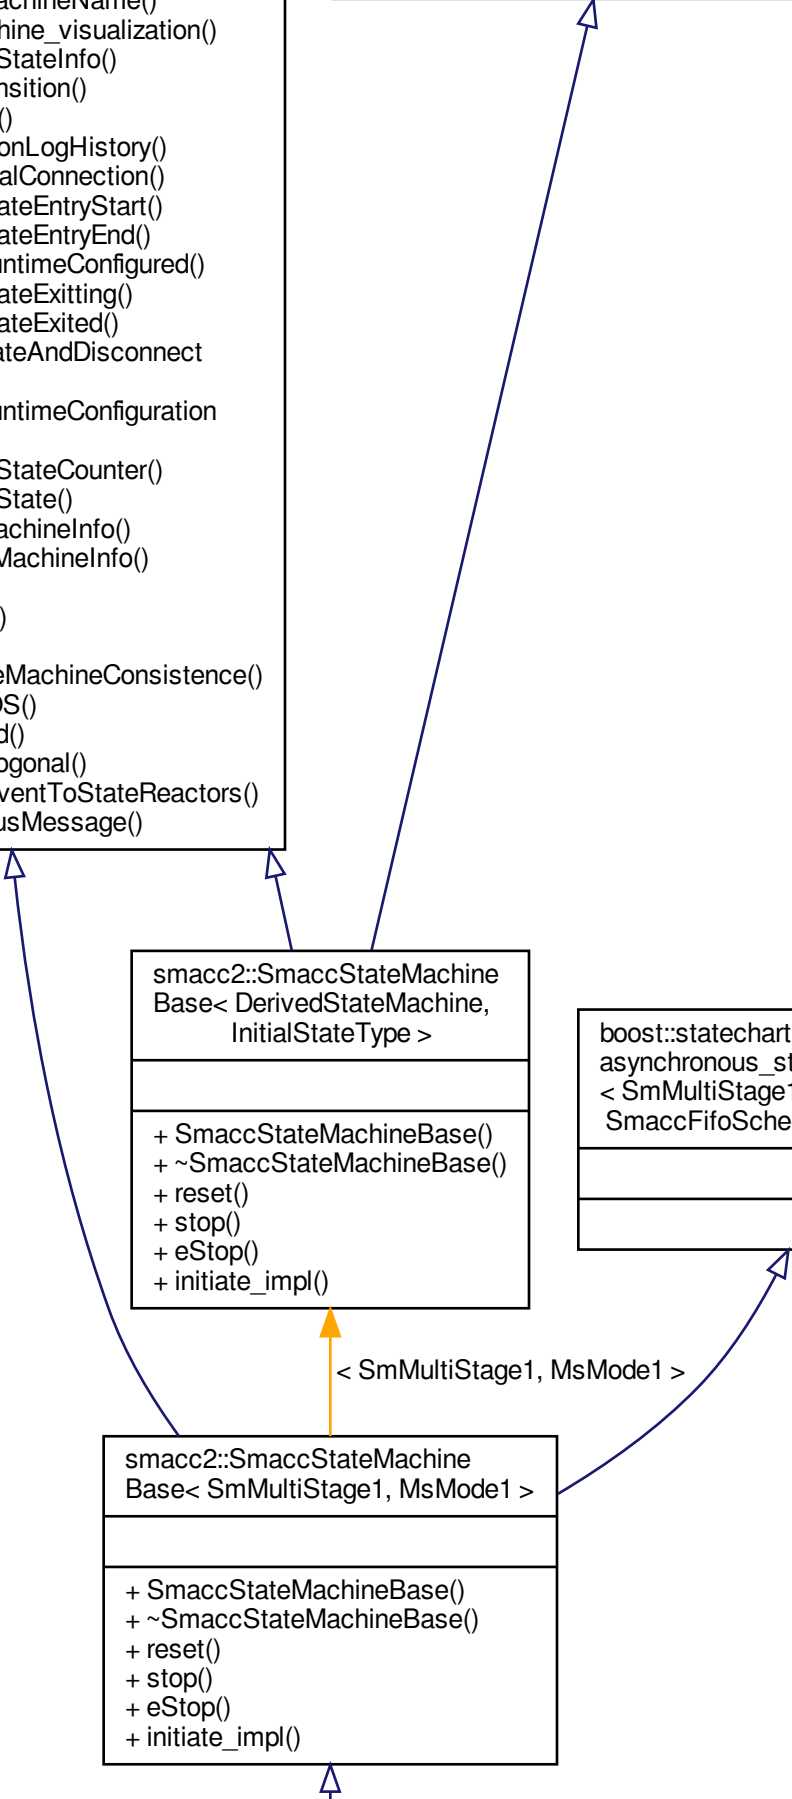 achineName()
hine_visualization()
StateInfo()
nsition()
()
onLogHistory()
alConnection()
ateEntryStart()
ateEntryEnd()
untimeConfigured()
ateExitting()
ateExited()
ateAndDisconnect
untimeConfiguration
StateCounter()
State()
achineInfo()
MachineInfo()
)
eMachineConsistence()
OS()
d()
ogonal()
ventToStateReactors()
usMessage()
smacc2::SmaccStateMachine
Base< DerivedStateMachine,
InitialStateType >
+ SmaccStateMachineBase()
+ ~SmaccStateMachineBase()
+ reset()
+ stop()
+ eStop()
+ initiate_impl()
boost::statechart
asynchronous_st
< SmMultiStage1
SmaccFifoSche
< SmMultiStage1, MsMode1 >
smacc2::SmaccStateMachine
Base< SmMultiStage1, MsMode1 >
+ SmaccStateMachineBase()
+ ~SmaccStateMachineBase()
+ reset()
+ stop()
+ eStop()
+ initiate_impl()